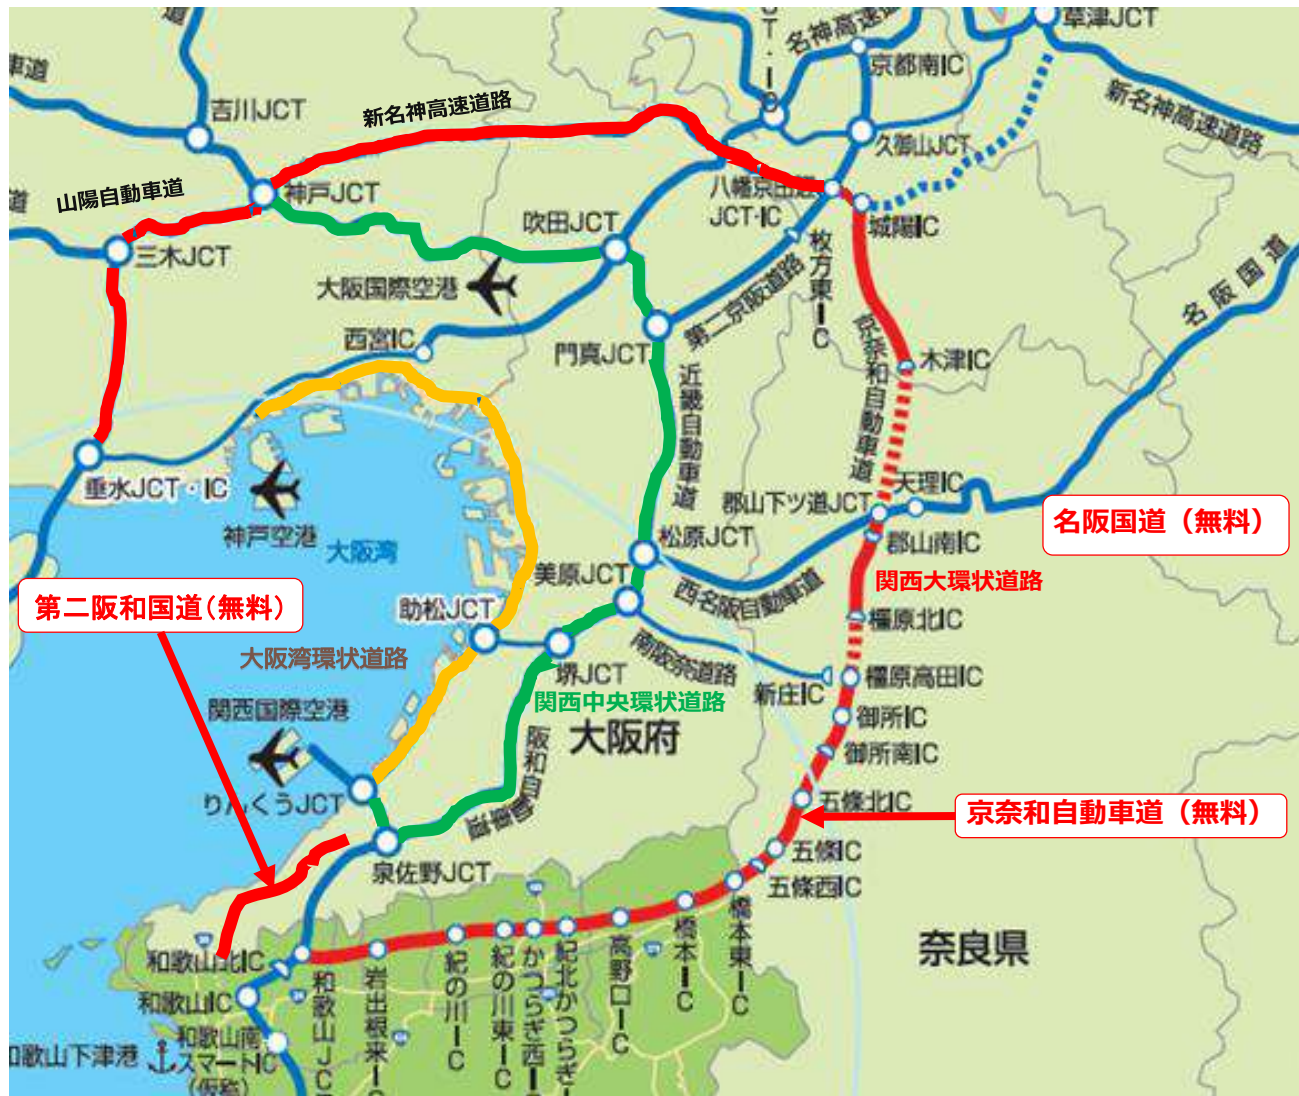 草津JCT
名神高速道路
京都南IC
新名神高速道路
車道
吉川JCT
新名神高速道路
久御山JCT
山陽自動車道
神戸JCT
八幡京田辺
JCT・IC
城陽IC
三木JCT
吹田JCT
枚方東IC
大阪国際空港
第二京阪道路
名阪国道
西宮IC
門真JCT
京奈和自動車道
木津IC
近畿自動車道
垂水JCT・IC
神戸空港
大阪湾
郡山下ツ道JCT
天理IC
名阪国道（無料）
松原JCT
郡山南IC
美原JCT
西名阪自動車道
関西大環状道路
第二阪和国道（無料）
助松JCT
橿原北IC
大阪湾環状道路
堺JCT
南阪奈道路
新庄IC
橿原高田IC
関西中央環状道路
関西国際空港
大阪府
御所IC
阪和自動車道
御所南IC
りんくうJCT
五條北IC
京奈和自動車道（無料）
泉佐野JCT
五條IC
五條西IC
橋本東IC
橋本IC
高野口IC
紀北かつらぎI
かつらぎ西I
紀の川東IC
紀の川IC
岩出根来I
和歌山JC
奈良県
和歌山北IC
和歌山IC
和歌山南
スマートIC
(仮称)
歌山下津港